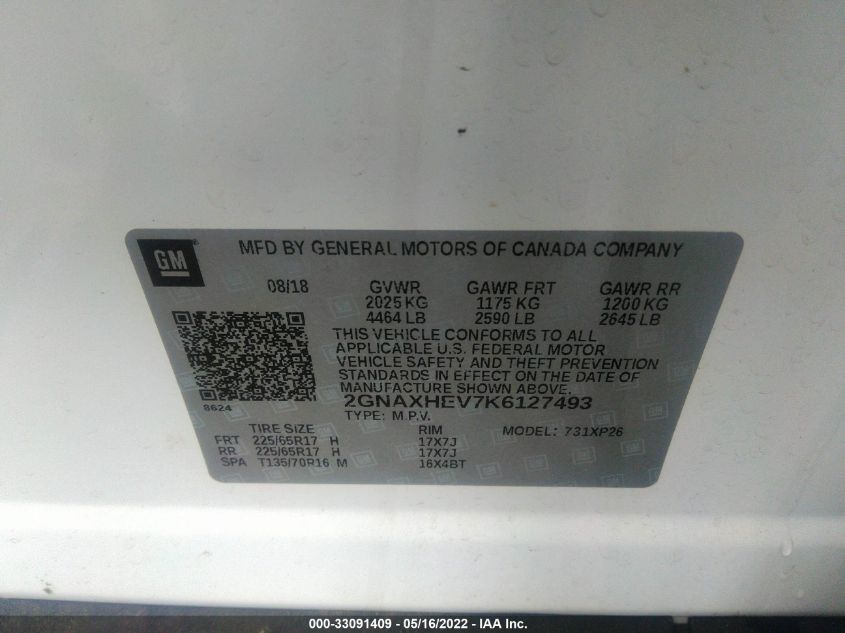 GM
MFD BY GENERAL MOTORS OF CANADA COMPANY
08/18 GVWR GAWR FRT GAWR RR
2025 KG 1175 KG 1200 KG
4464 LB 2590 LB 2645 LB
THIS VEHICLE CONFORMS TO ALL
APPLICABLE U.S. FEDERAL MOTOR
VEHICLE SAFETY AND THEFT PREVENTION
STANDARDS IN EFFECT ON THE DATE OF
MANUFACTURE SHOWN ABOVE.
8624 2GNAXHEV7K6127493
TYPE: M.P.V.
TIRE SIZE RIM MODEL: 731XP26
FRT 225/65R17 H 17X7J
RR 225/65R17 H 17X7J
SPA T135/70R16 M 16X4BT
000-33091409 - 05/16/2022 - IAA Inc.